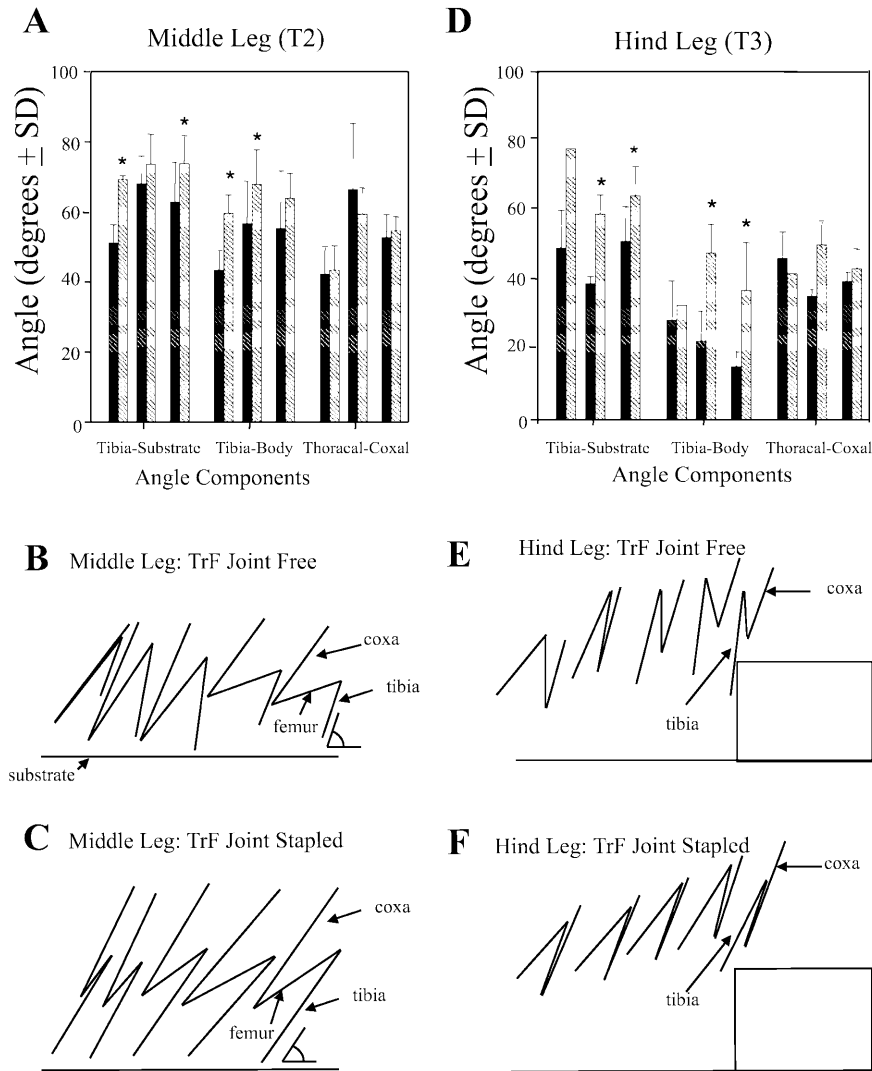 A
Middle Leg (T2)
Angle (degrees ± SD)
100
80
60
40
20
0
*
*
*
*
Tibia-Substrate
Tibia-Body
Thoracal-Coxal
Angle Components
B
Middle Leg: TrF Joint Free
coxa
tibia
femur
substrate
C
Middle Leg: TrF Joint Stapled
coxa
tibia
femur
D
Hind Leg (T3)
Angle (degrees ± SD)
100
80
60
40
20
0
*
*
*
*
Tibia-Substrate
Tibia-Body
Thoracal-Coxal
Angle Components
E
Hind Leg: TrF Joint Free
coxa
tibia
F
Hind Leg: TrF Joint Stapled
coxa
tibia